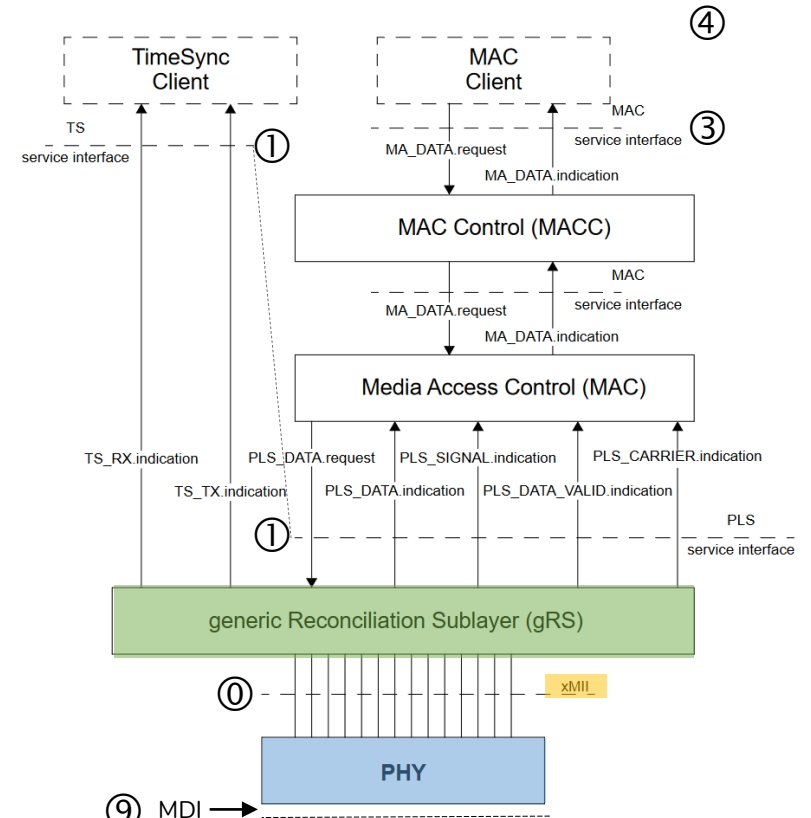 ④
TimeSync
Client
MAC
Client
TS
service interface
①
MAC
service interface
③
MA_DATA.request
MA_DATA.indication
MAC Control (MACC)
MAC
service interface
MA_DATA.request
MA_DATA.indication
Media Access Control (MAC)
TS_RX.indication
PLS_DATA.request
PLS_SIGNAL.indication
PLS_CARRIER.indication
TS_TX.indication
PLS_DATA.indication
PLS_DATA_VALID.indication
①
PLS
service interface
generic Reconciliation Sublayer (gRS)
⓪
xMII
PHY
⑨ MDI